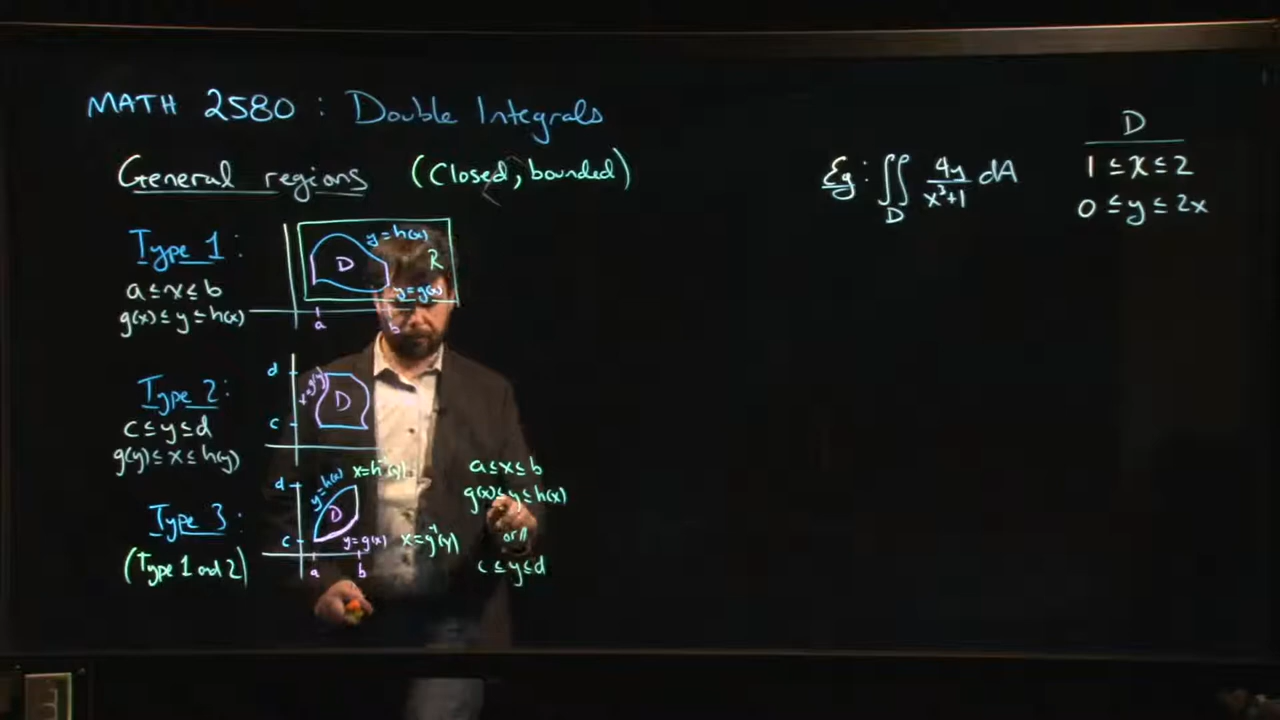 MATH 2580 : Double Integrals
General regions (Closed, bounded)
Type 1 :
a ≤ x ≤ b
g(x) ≤ y ≤ h(x)
y = h(x)
D
R
y = g(x)
a
b
Type 2 :
c ≤ y ≤ d
g(y) ≤ x ≤ h(y)
d
x = g(y)
D
c
Type 3 :
(Type 1 and 2)
d
y = h(x)
x = h⁻¹(y)
D
c
y = g(x)
x = g⁻¹(y)
a
b
a ≤ x ≤ b
g(x) ≤ y ≤ h(x)
or
c ≤ y ≤ d
Eg : ∬_D 4y/(x³+1) dA
D
1 ≤ x ≤ 2
0 ≤ y ≤ 2x